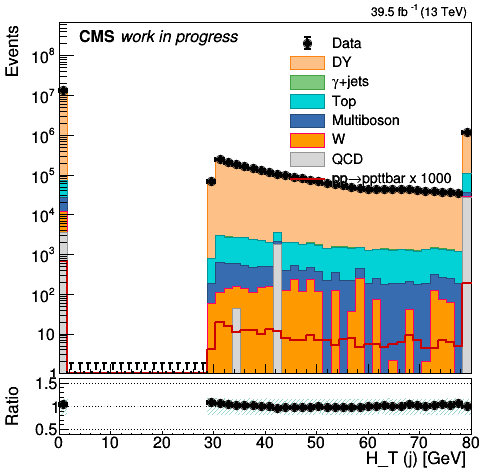 39.5 fb⁻¹ (13 TeV)
CMS work in progress
Events
10⁸
10⁷
10⁶
10⁵
10⁴
10³
10²
10
1
Data
DY
γ+jets
Top
Multiboson
W
QCD
pp→ppttbar x 1000
Ratio
1.5
1
0.5
0 10 20 30 40 50 60 70 80
H_T (j) [GeV]